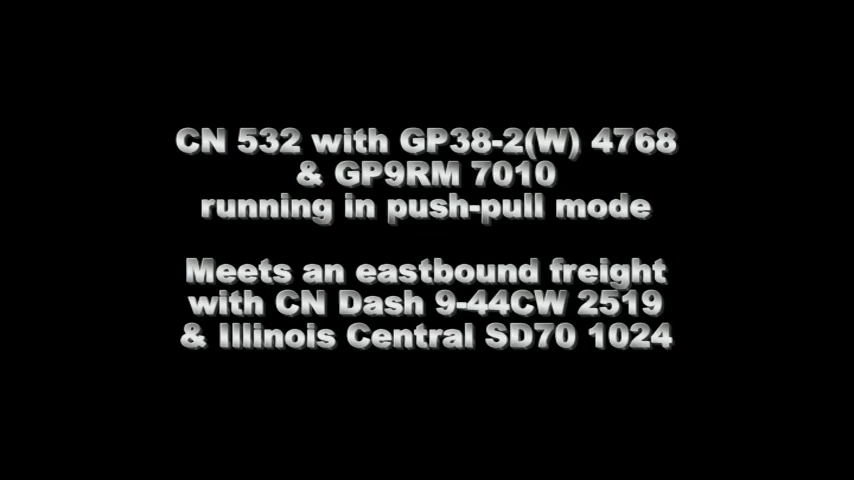 CN 532 with GP38-2(W) 4768
& GP9RM 7010
running in push-pull mode
Meets an eastbound freight
with CN Dash 9-44CW 2519
& Illinois Central SD70 1024